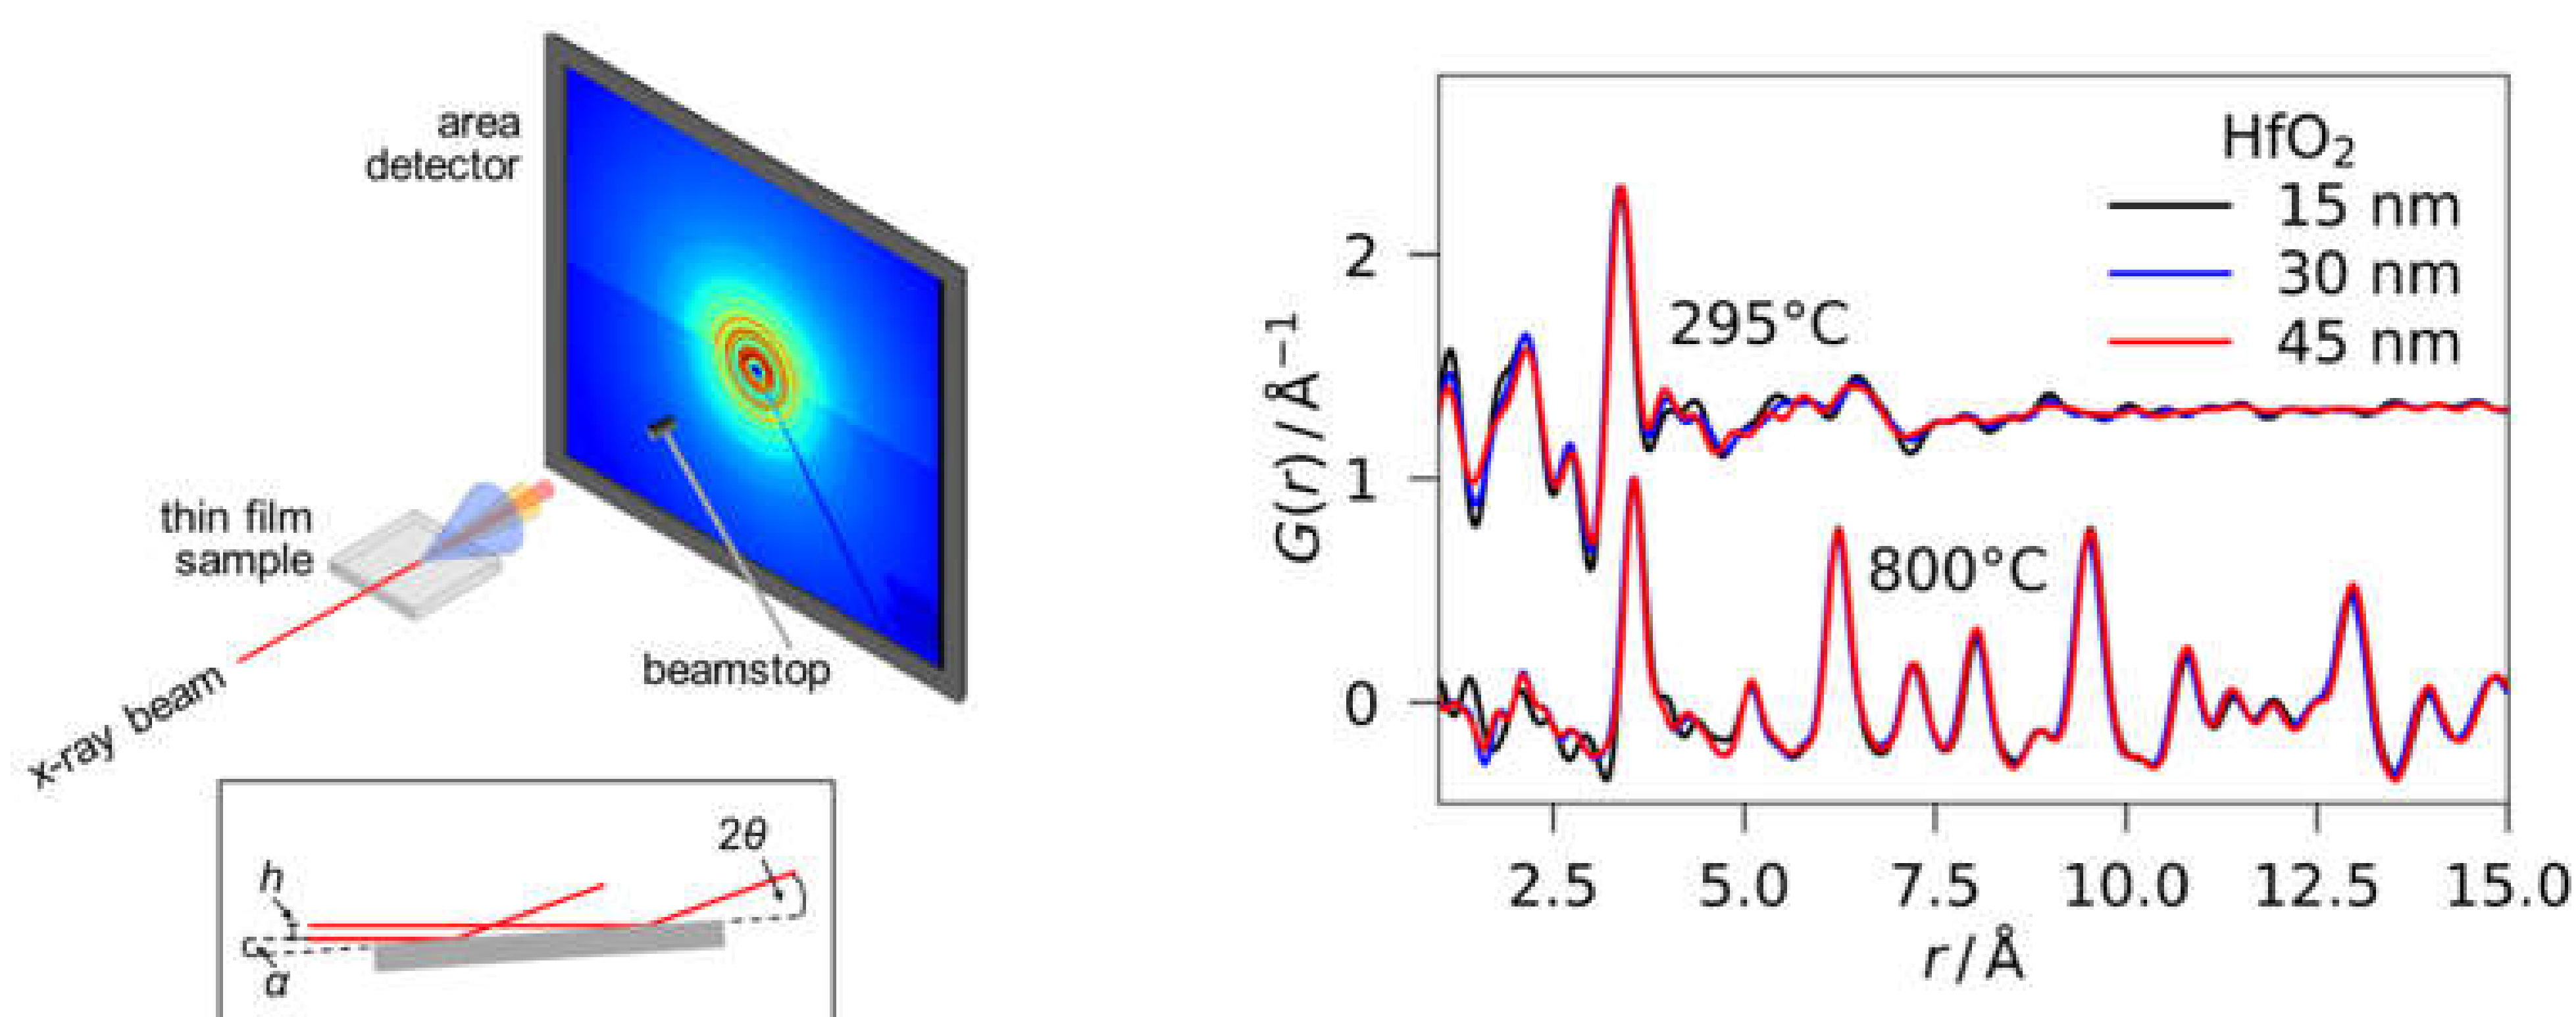 area
detector
thin film
sample
x-ray beam
beamstop
h
α
2θ
HfO₂
15 nm
30 nm
45 nm
295°C
800°C
G(r) / Å⁻¹
2
1
0
2.5 5.0 7.5 10.0 12.5 15.0
r / Å